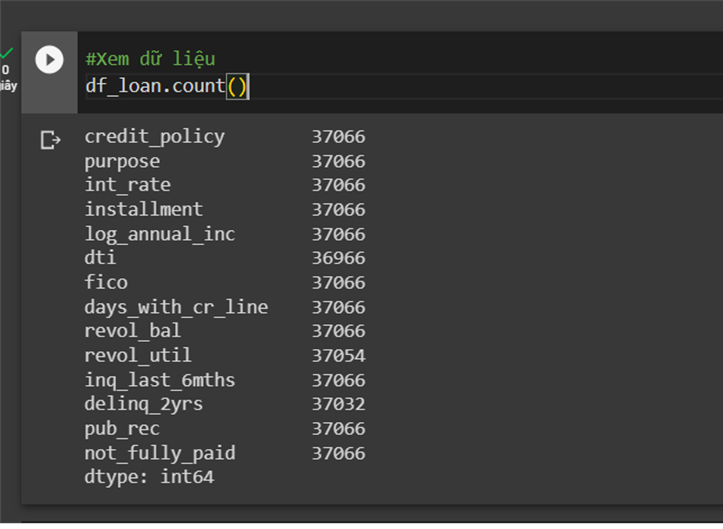 #Xem dữ liệu
0
giây
df_loan.count()
credit_policy 37066
purpose 37066
int_rate 37066
installment 37066
log_annual_inc 37066
dti 36966
fico 37066
days_with_cr_line 37066
revol_bal 37066
revol_util 37054
inq_last_6mths 37066
delinq_2yrs 37032
pub_rec 37066
not_fully_paid 37066
dtype: int64